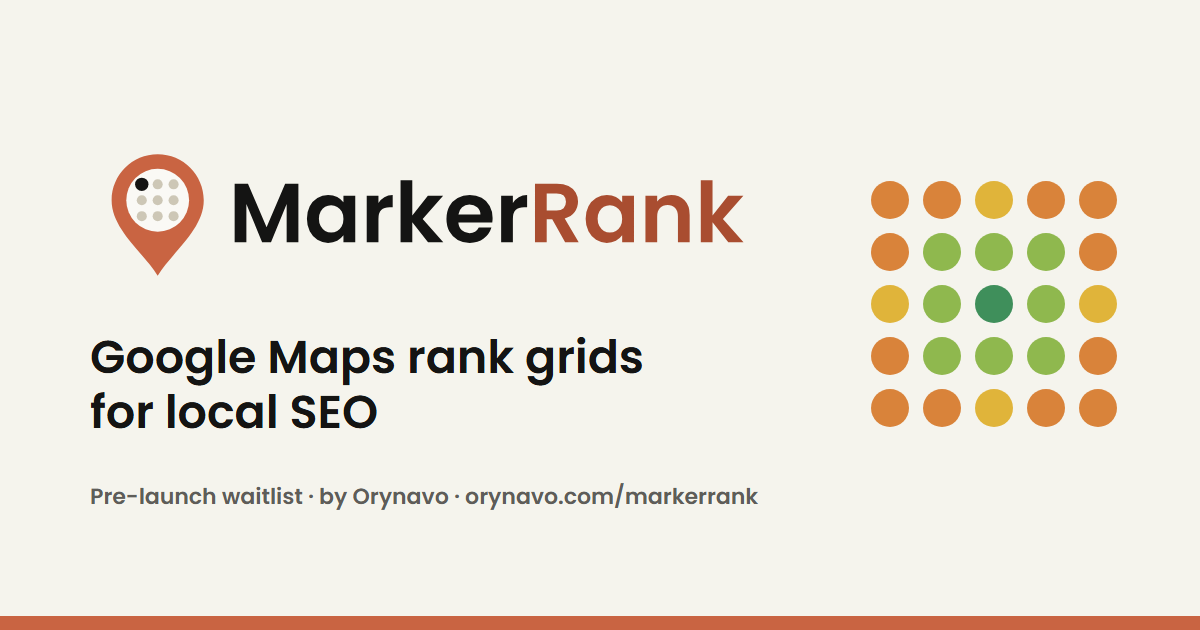 MarkerRank
Google Maps rank grids
for local SEO
Pre-launch waitlist · by Orynavo · orynavo.com/markerrank